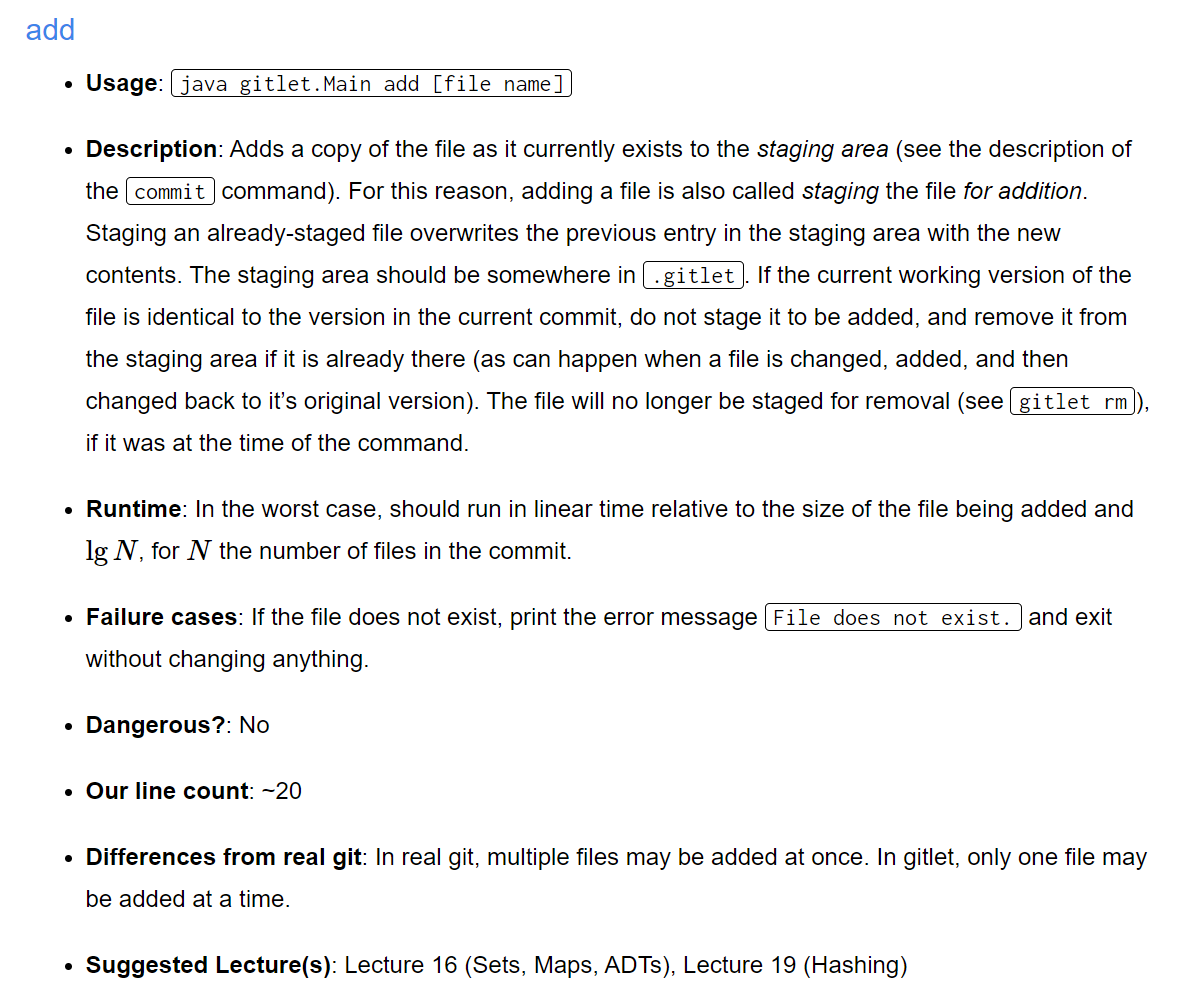 add
Usage: java gitlet.Main add [file name]
Description: Adds a copy of the file as it currently exists to the staging area (see the description of
the commit command). For this reason, adding a file is also called staging the file for addition.
Staging an already-staged file overwrites the previous entry in the staging area with the new
contents. The staging area should be somewhere in .gitlet. If the current working version of the
file is identical to the version in the current commit, do not stage it to be added, and remove it from
the staging area if it is already there (as can happen when a file is changed, added, and then
changed back to it’s original version). The file will no longer be staged for removal (see gitlet rm),
if it was at the time of the command.
Runtime: In the worst case, should run in linear time relative to the size of the file being added and
lg N, for N the number of files in the commit.
Failure cases: If the file does not exist, print the error message File does not exist. and exit
without changing anything.
Dangerous?: No
Our line count: ~20
Differences from real git: In real git, multiple files may be added at once. In gitlet, only one file may
be added at a time.
Suggested Lecture(s): Lecture 16 (Sets, Maps, ADTs), Lecture 19 (Hashing)